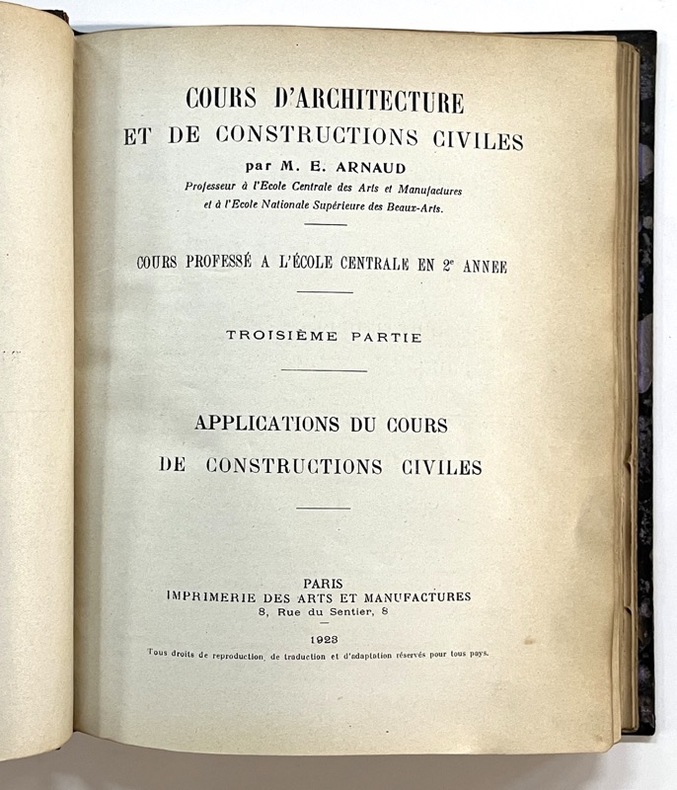 COURS D'ARCHITECTURE
ET DE CONSTRUCTIONS CIVILES
par M. E. ARNAUD
Professeur à l'Ecole Centrale des Arts et Manufactures
et à l'Ecole Nationale Supérieure des Beaux-Arts.
COURS PROFESSÉ A L'ÉCOLE CENTRALE EN 2e ANNEE
TROISIÈME PARTIE
APPLICATIONS DU COURS
DE CONSTRUCTIONS CIVILES
PARIS
IMPRIMERIE DES ARTS ET MANUFACTURES
8, Rue du Sentier, 8
1923
Tous droits de reproduction, de traduction et d'adaptation réservés pour tous pays.